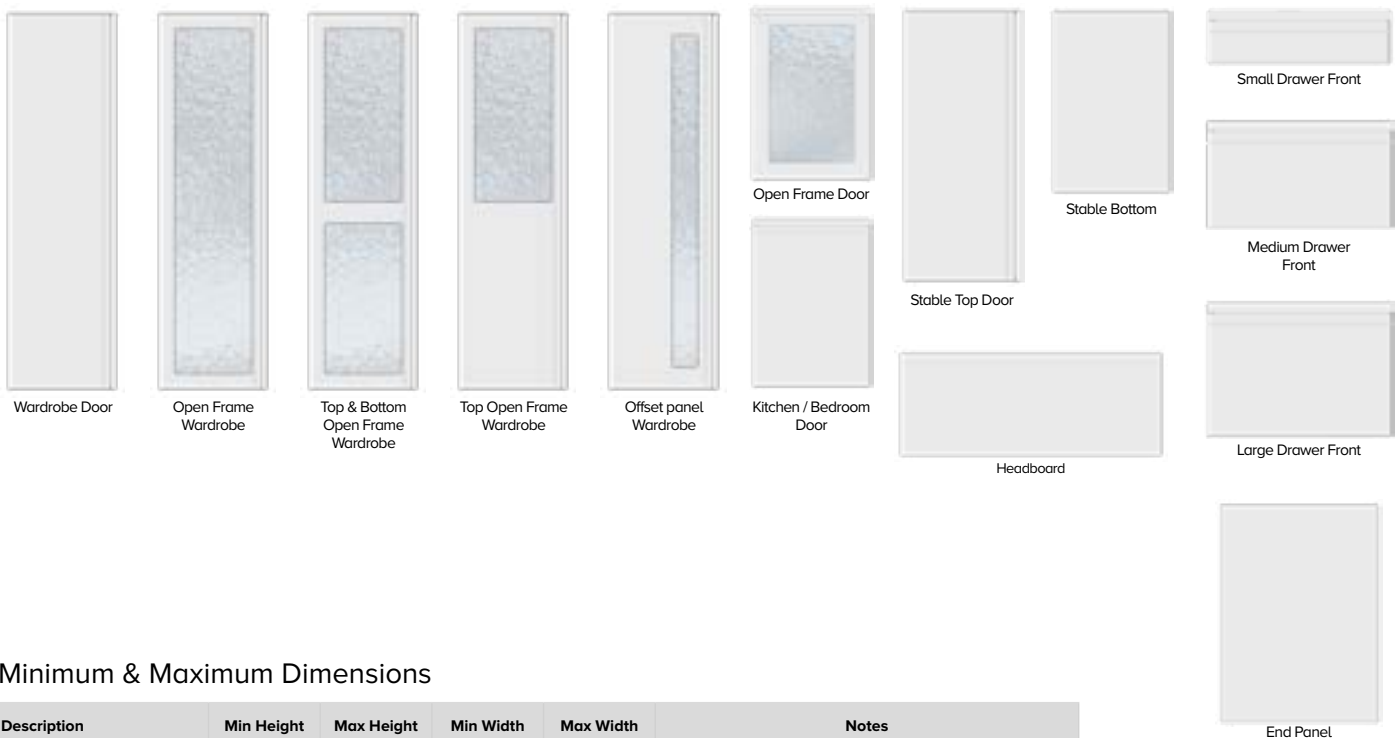 Small Drawer Front
Open Frame Door
Stable Bottom
Medium Drawer
Front
Stable Top Door
Wardrobe Door
Open Frame
Wardrobe
Top & Bottom
Open Frame
Wardrobe
Top Open Frame
Wardrobe
Offset panel
Wardrobe
Kitchen / Bedroom
Door
Large Drawer Front
Headboard
Minimum & Maximum Dimensions
Description Min Height Max Height Min Width Max Width Notes
End Panel